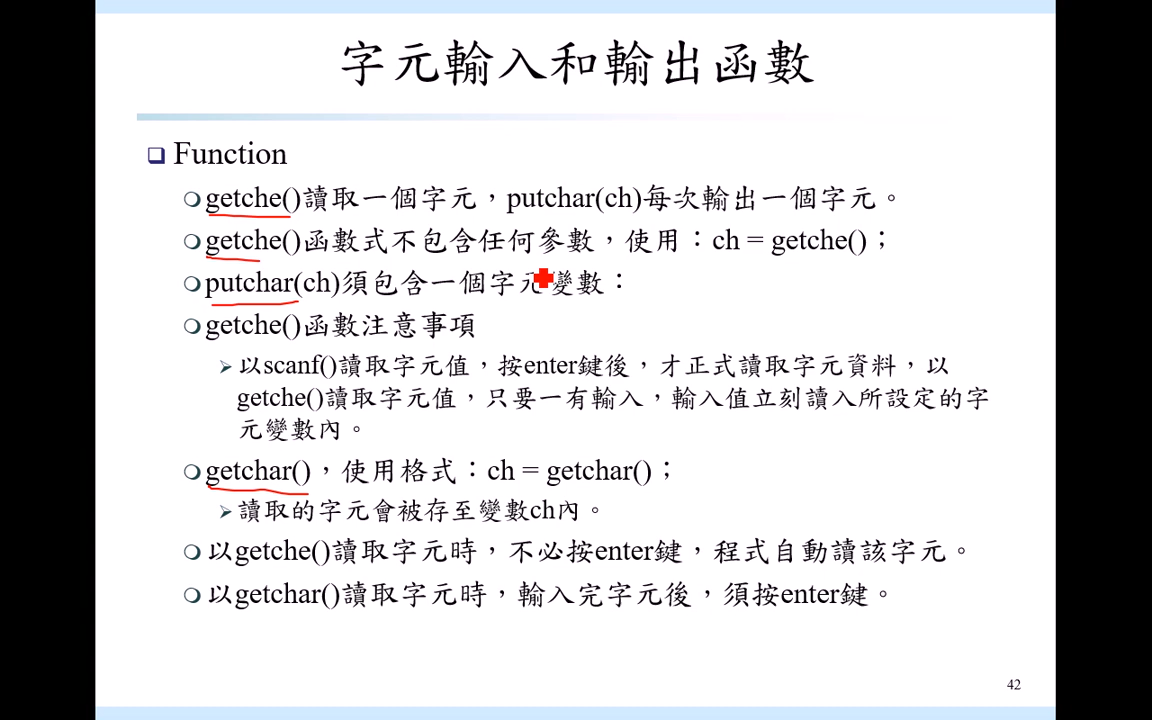 字元輸入和輸出函數
Function
getche()讀取一個字元，putchar(ch)每次輸出一個字元。
getche()函數式不包含任何參數，使用：ch = getche()；
putchar(ch)須包含一個字元變數：
getche()函數注意事項
以scanf()讀取字元值，按enter鍵後，才正式讀取字元資料，以
getche()讀取字元值，只要一有輸入，輸入值立刻讀入所設定的字
元變數內。
getchar()，使用格式：ch = getchar()；
讀取的字元會被存至變數ch內。
以getche()讀取字元時，不必按enter鍵，程式自動讀該字元。
以getchar()讀取字元時，輸入完字元後，須按enter鍵。
42